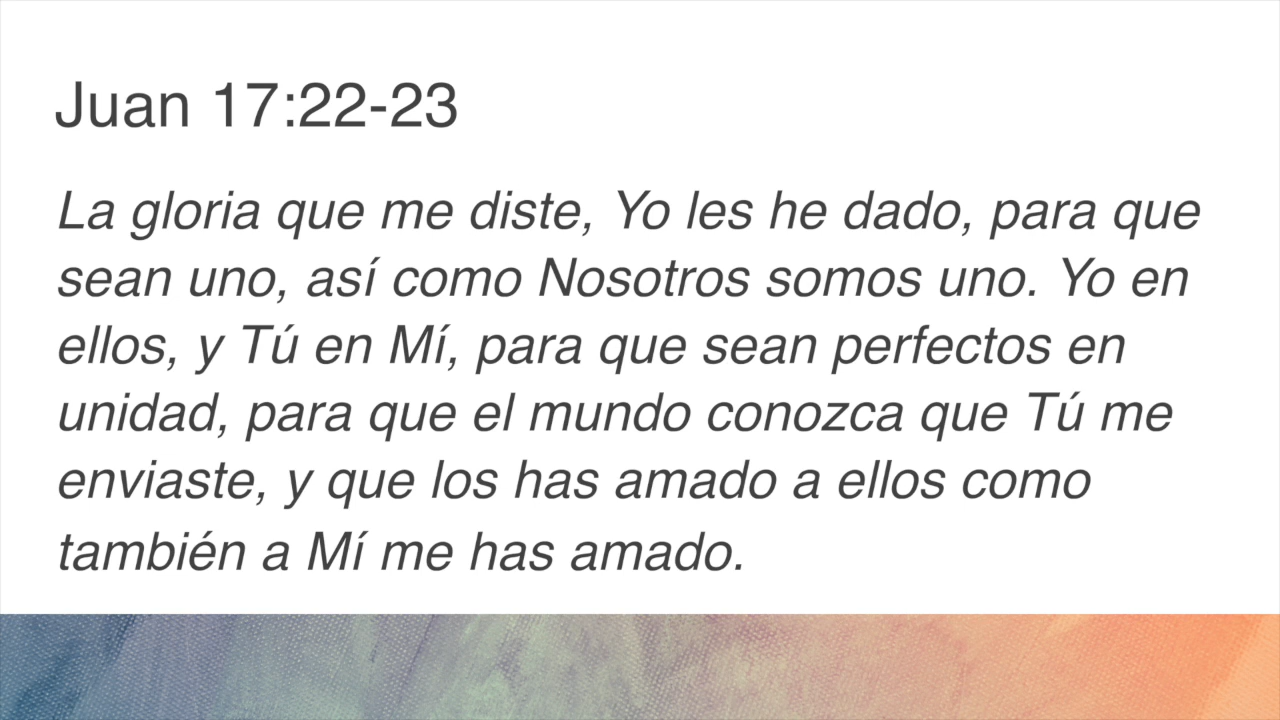 Juan 17:22-23
La gloria que me diste, Yo les he dado, para que
sean uno, así como Nosotros somos uno. Yo en
ellos, y Tú en Mí, para que sean perfectos en
unidad, para que el mundo conozca que Tú me
enviaste, y que los has amado a ellos como
también a Mí me has amado.